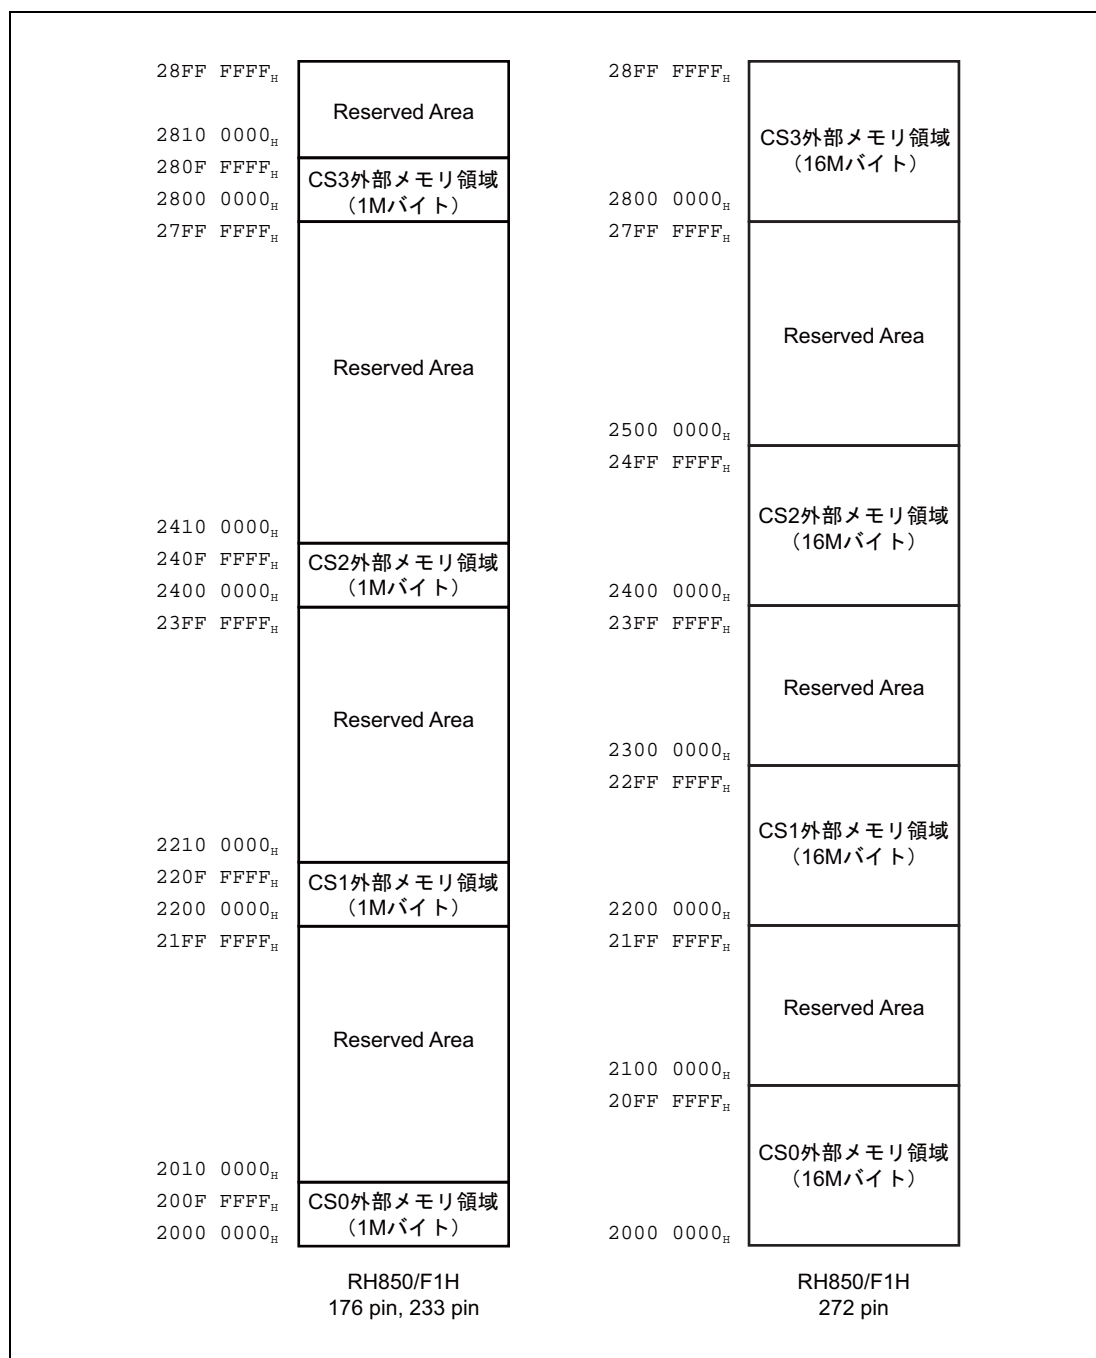 28FF FFFFH
Reserved Area
2810 0000H
280F FFFFH
CS3外部メモリ領域
(1Mバイト)
2800 0000H
27FF FFFFH
Reserved Area
2410 0000H
240F FFFFH
CS2外部メモリ領域
(1Mバイト)
2400 0000H
23FF FFFFH
Reserved Area
2210 0000H
220F FFFFH
CS1外部メモリ領域
(1Mバイト)
2200 0000H
21FF FFFFH
Reserved Area
2010 0000H
200F FFFFH
CS0外部メモリ領域
(1Mバイト)
2000 0000H
RH850/F1H
176 pin, 233 pin
28FF FFFFH
CS3外部メモリ領域
(16Mバイト)
2800 0000H
27FF FFFFH
Reserved Area
2500 0000H
24FF FFFFH
CS2外部メモリ領域
(16Mバイト)
2400 0000H
23FF FFFFH
Reserved Area
2300 0000H
22FF FFFFH
CS1外部メモリ領域
(16Mバイト)
2200 0000H
21FF FFFFH
Reserved Area
2100 0000H
20FF FFFFH
CS0外部メモリ領域
(16Mバイト)
2000 0000H
RH850/F1H
272 pin